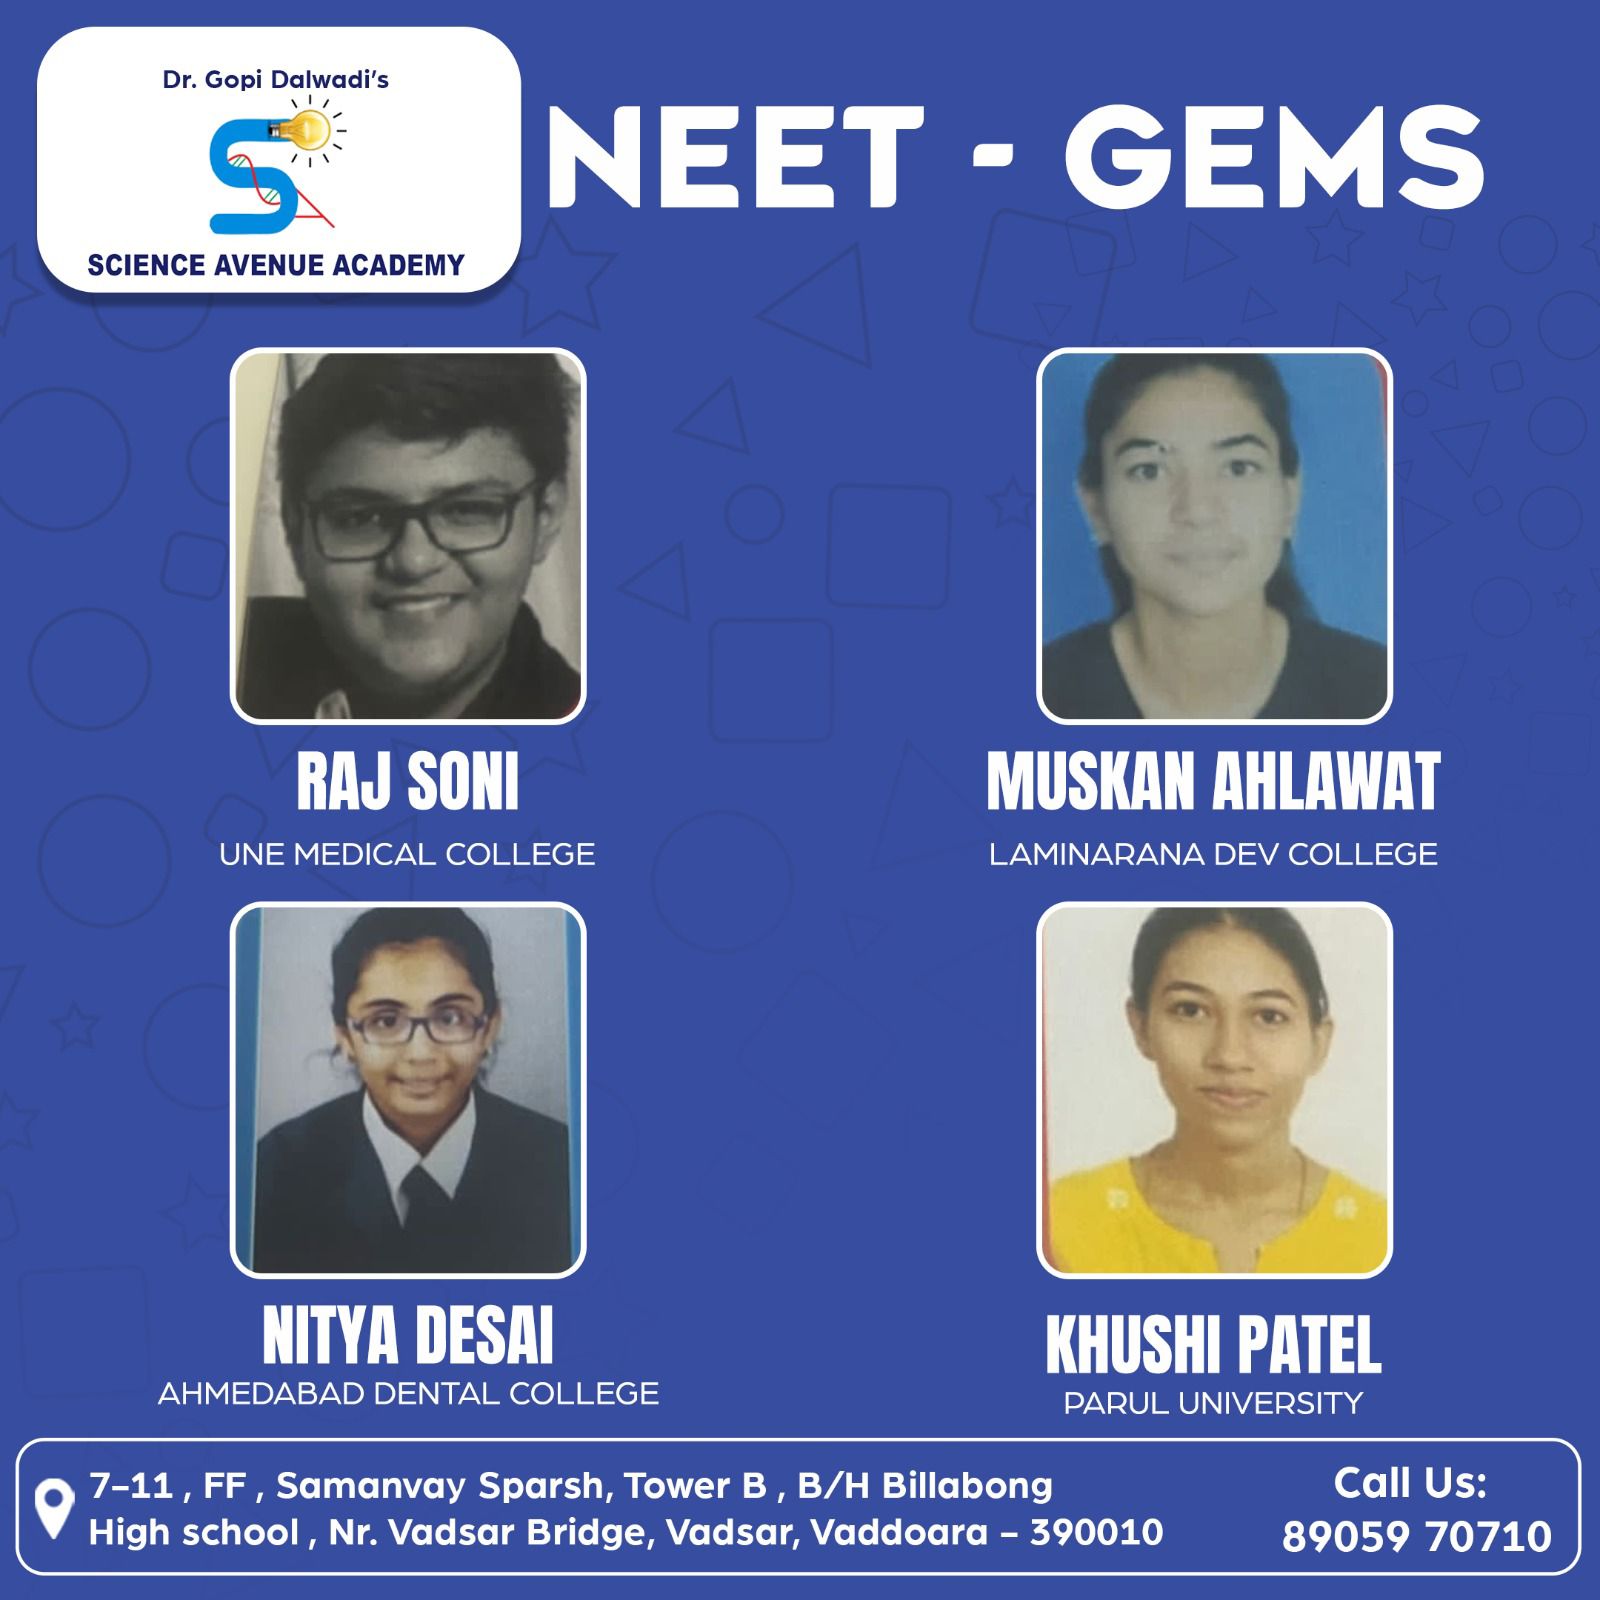 Dr. Gopi Dalwadi's
SCIENCE AVENUE ACADEMY
NEET - GEMS
RAJ SONI
UNE MEDICAL COLLEGE
MUSKAN AHLAWAT
LAMINARANA DEV COLLEGE
NITYA DESAI
AHMEDABAD DENTAL COLLEGE
KHUSHI PATEL
PARUL UNIVERSITY
7-11 , FF , Samanvay Sparsh, Tower B , B/H Billabong
High school , Nr. Vadsar Bridge, Vadsar, Vaddoara - 390010
Call Us:
89059 70710